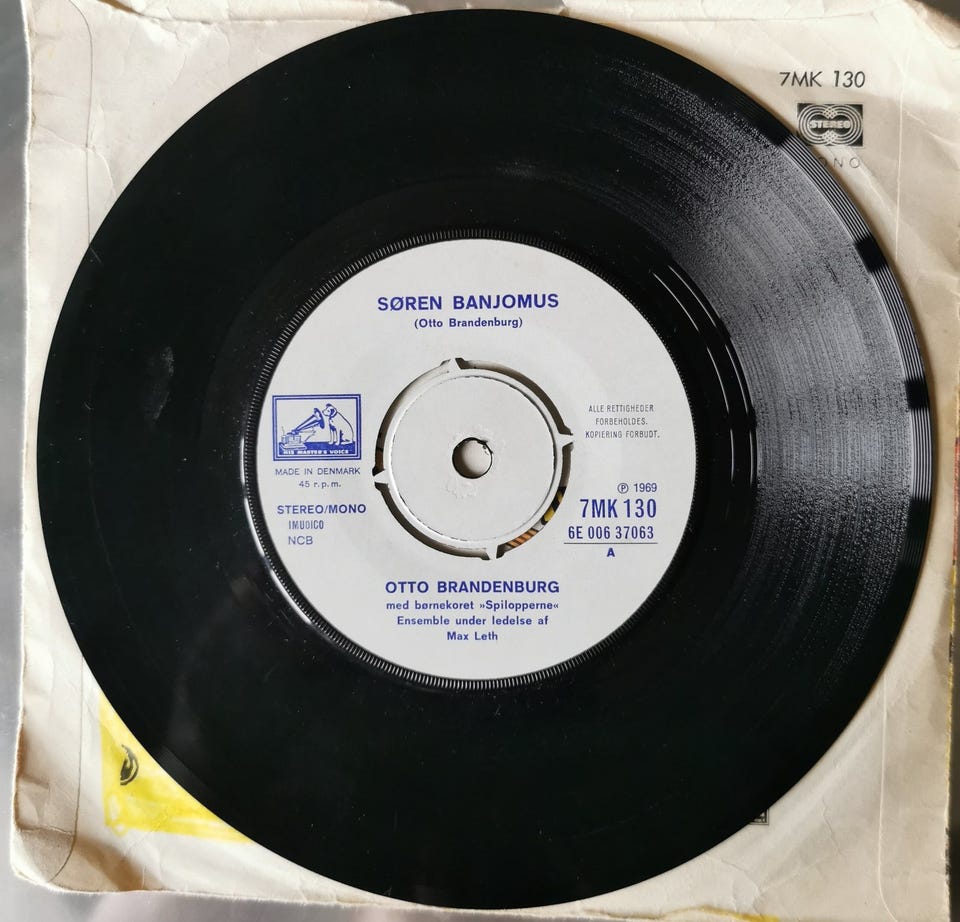 7MK 130
STEREO
SØREN BANJOMUS
(Otto Brandenburg)
HIS MASTER'S VOICE
MADE IN DENMARK
45 r.p.m.
STEREO/MONO
IMUDICO
NCB
ALLE RETTIGHEDER
FORBEHOLDES.
KOPIERING FORBUDT.
Ⓟ 1969
7MK 130
6E 006 37063
A
OTTO BRANDENBURG
med børnekoret »Spilopperne«
Ensemble under ledelse af
Max Leth